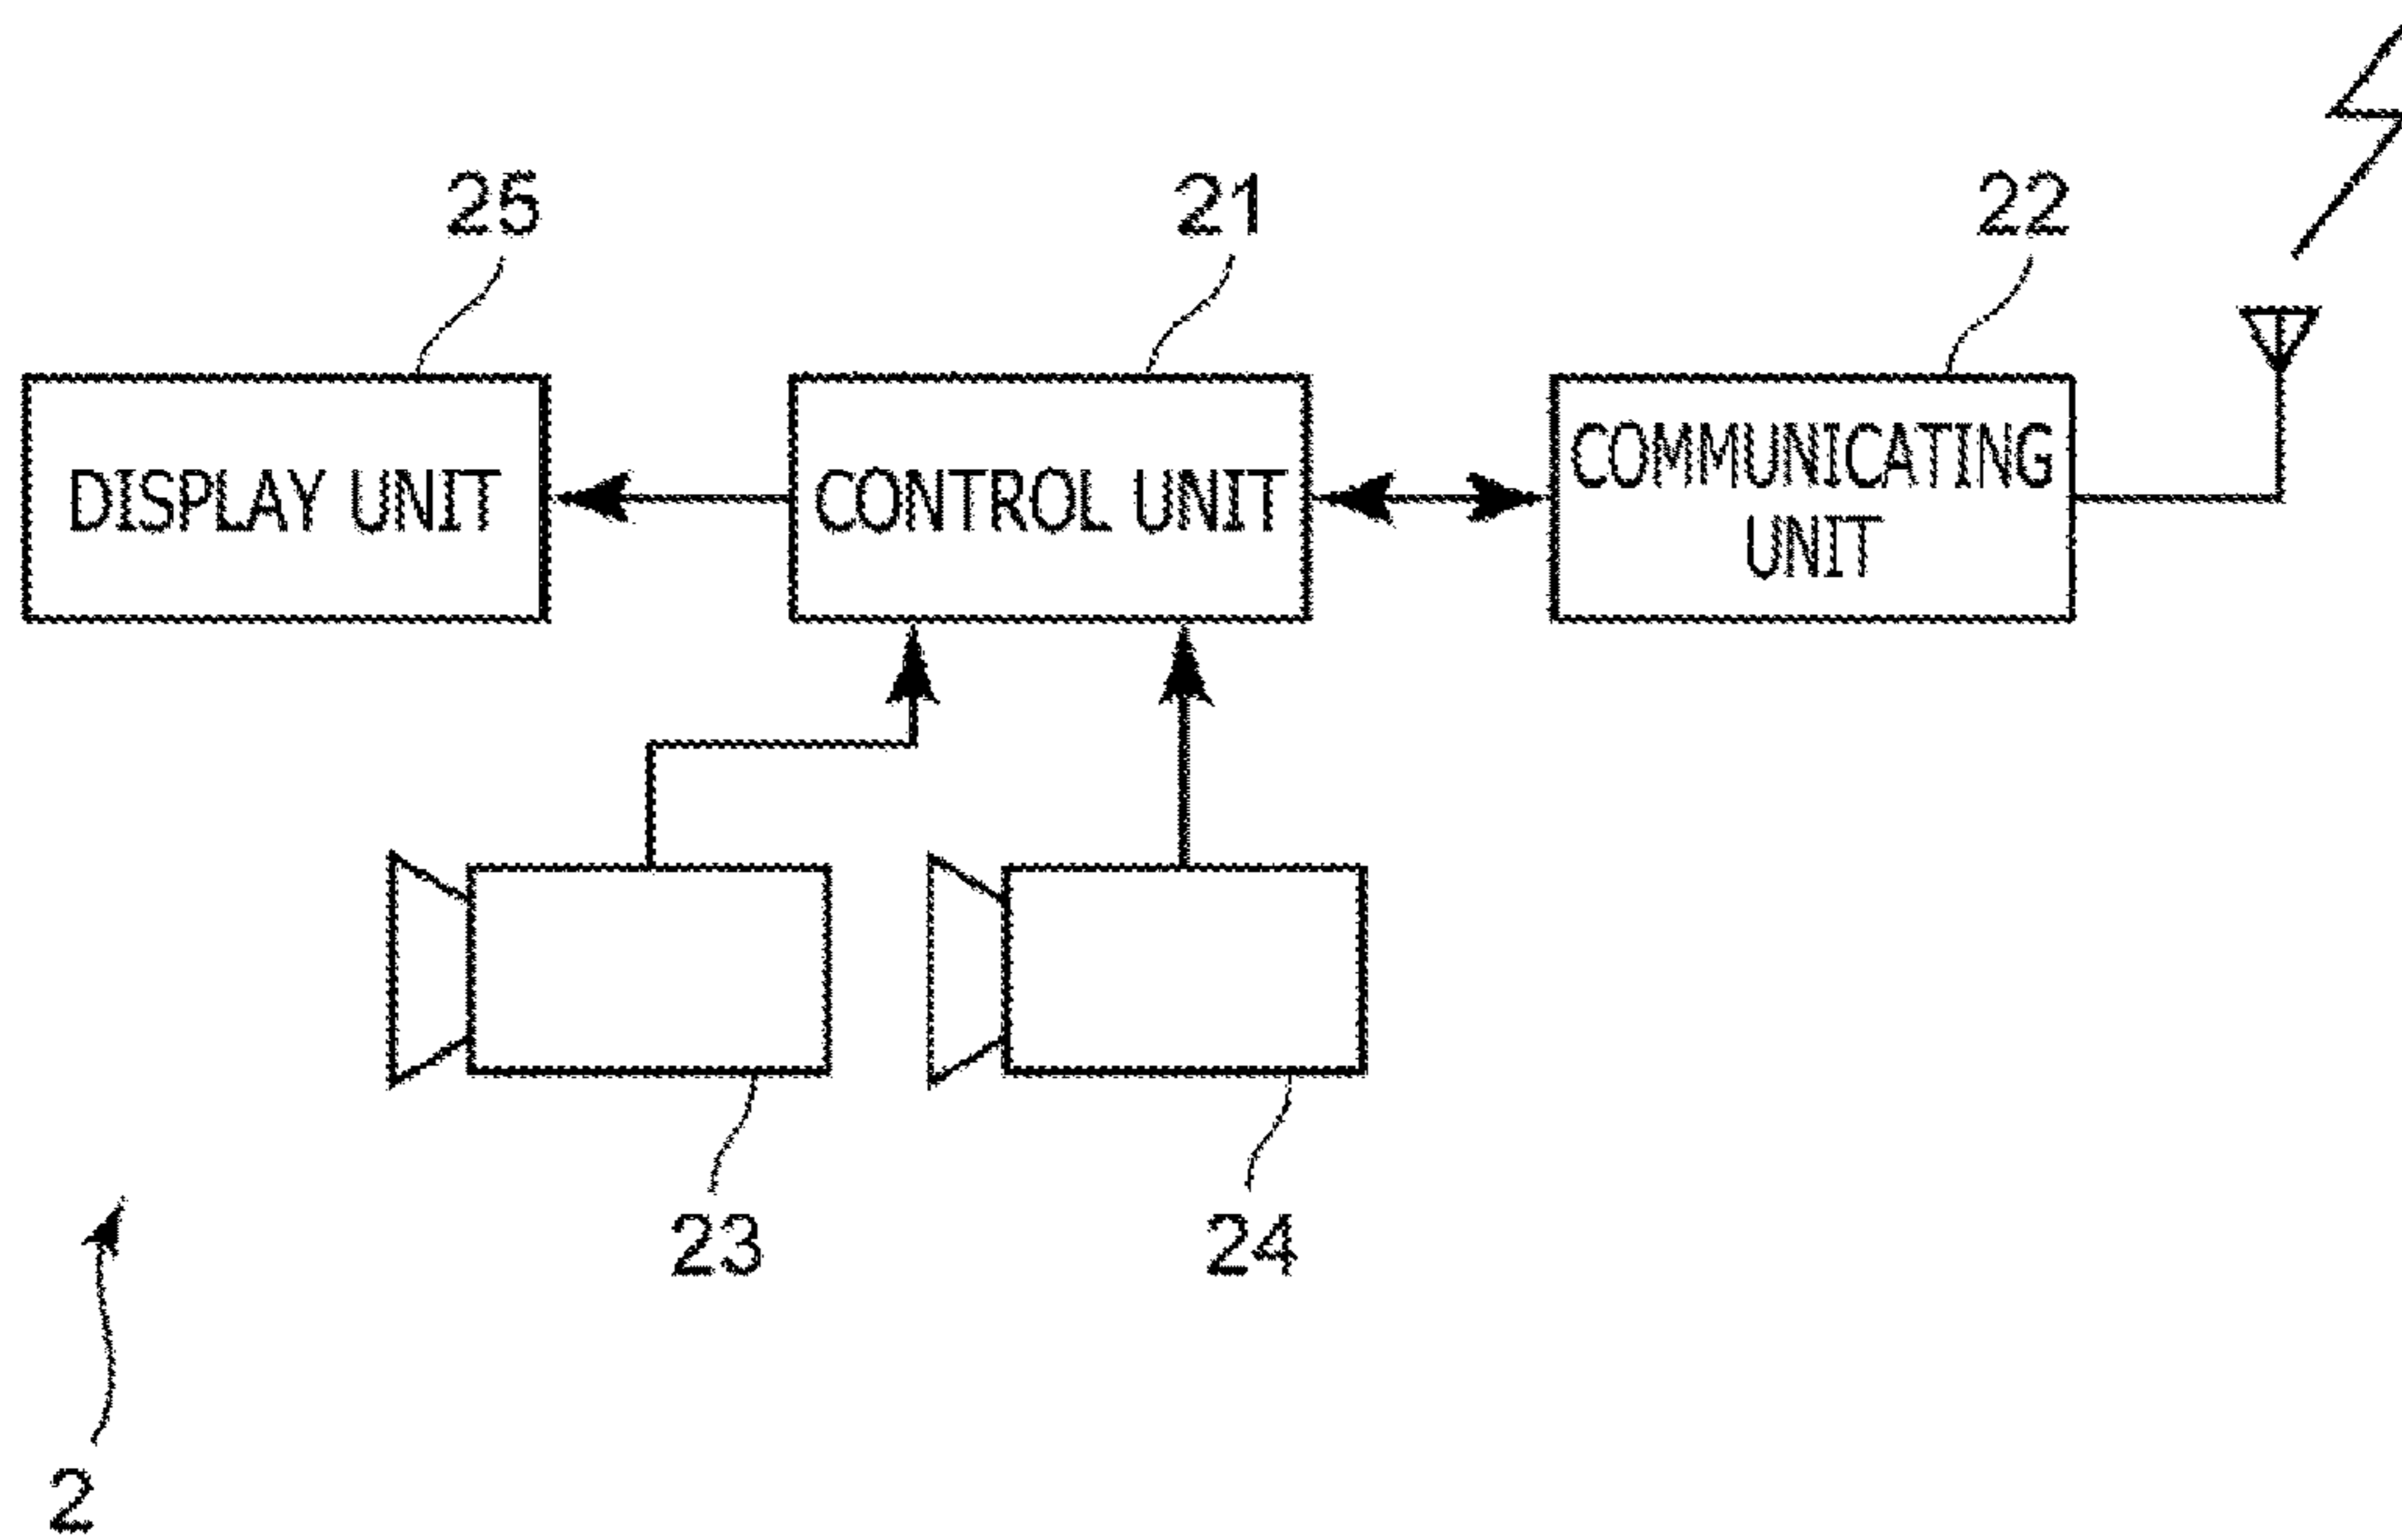 25
21
22
DISPLAY UNIT
CONTROL UNIT
COMMUNICATING
UNIT
23
24
2